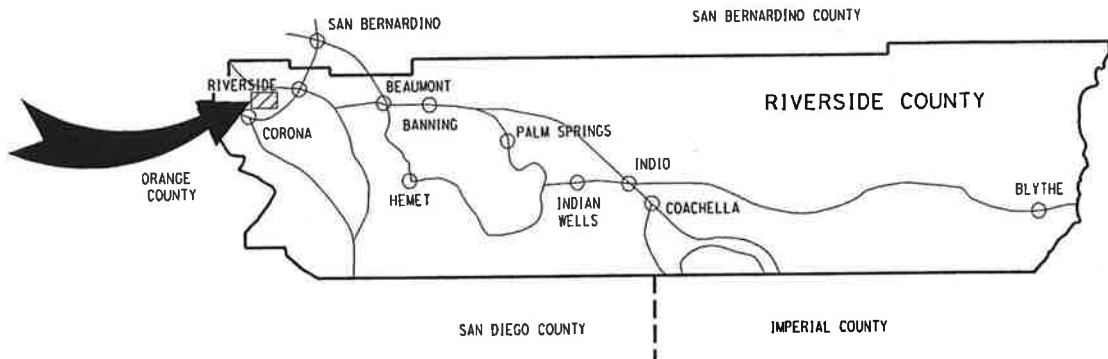 SAN BERNARDINO COUNTY
SAN BERNARDINO
RIVERSIDE
BEAUMONT
RIVERSIDE COUNTY
BANNING
CORONA
PALM SPRINGS
INDIO
ORANGE
COUNTY
HEMET
INDIAN
WELLS
COACHELLA
BLYTHE
SAN DIEGO COUNTY
IMPERIAL COUNTY